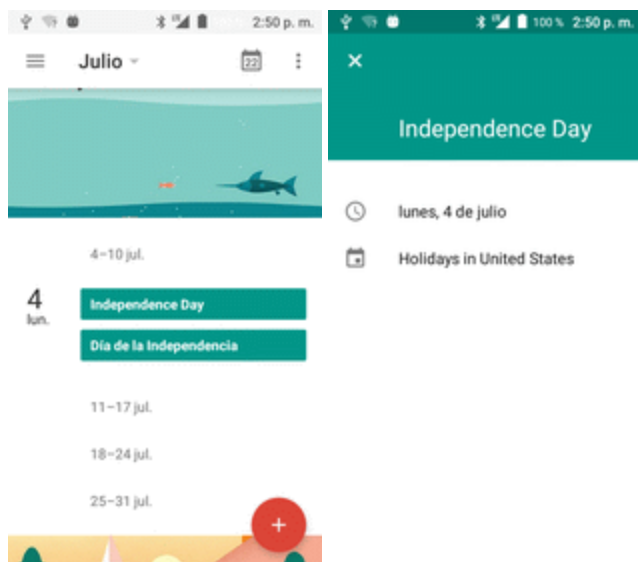 2:50 p. m.
Julio
22
4–10 jul.
4
lun.
Independence Day
Día de la Independencia
11–17 jul.
18–24 jul.
25–31 jul.
100 % 2:50 p. m.
Independence Day
lunes, 4 de julio
Holidays in United States